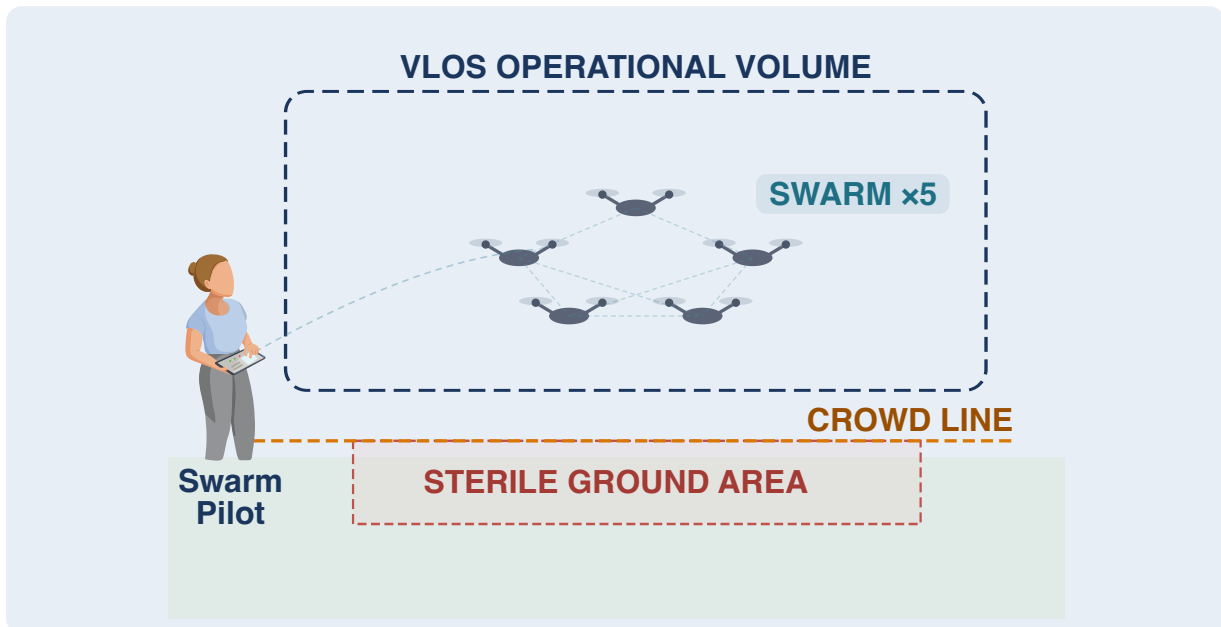 VLOS OPERATIONAL VOLUME
SWARM ×5
CROWD LINE
STERILE GROUND AREA
Swarm
Pilot